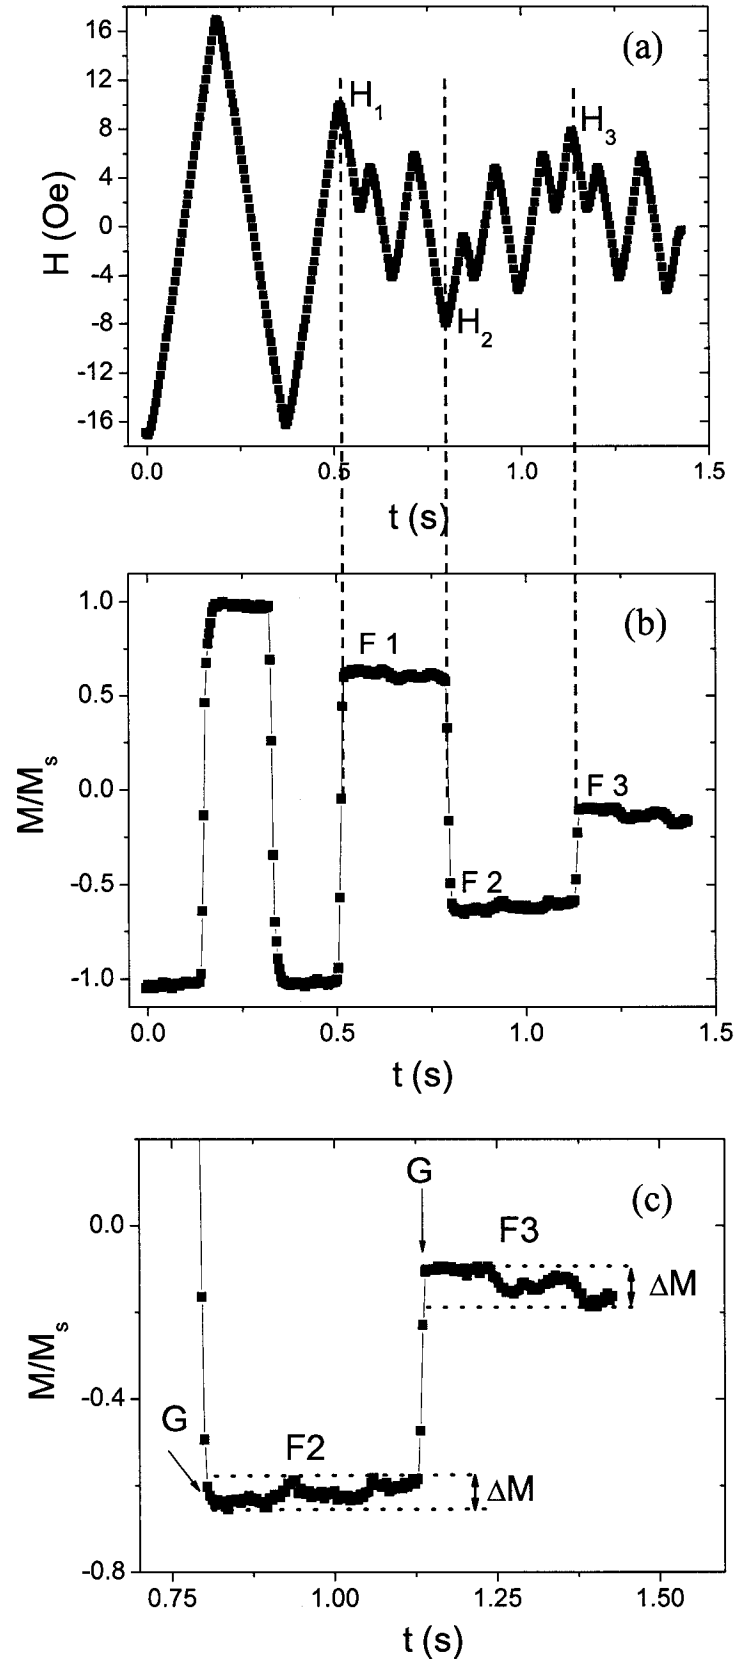 (a)
16
12
8
4
0
-4
-8
-12
-16
H (Oe)
H1
H2
H3
0.0 0.5 1.0 1.5
t (s)
(b)
1.0
0.5
0.0
-0.5
-1.0
M/Ms
F 1
F 2
F 3
0.0 0.5 1.0 1.5
t (s)
(c)
G
F3
0.0
ΔM
M/Ms
-0.4
G
F2
ΔM
-0.8
0.75 1.00 1.25 1.50
t (s)